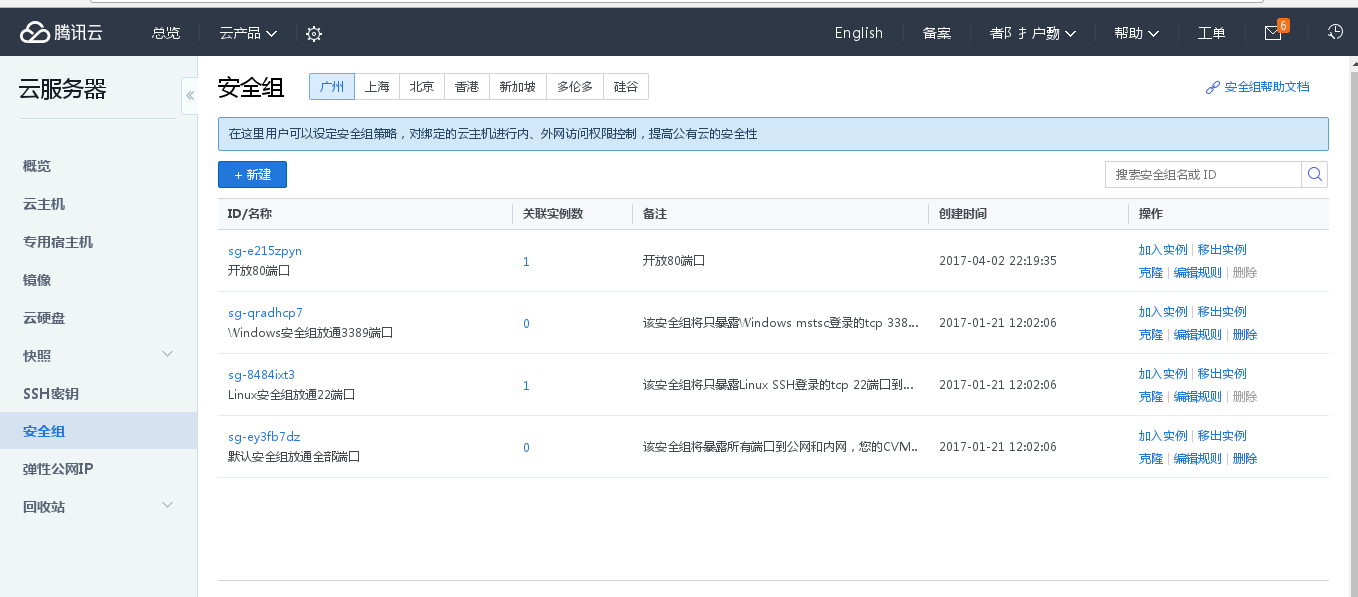 腾讯云 总览 云产品 English 备案 帮助 工单 6
云服务器
概览
云主机
专用宿主机
镜像
云硬盘
快照
SSH密钥
安全组
弹性公网IP
回收站
安全组 广州 上海 北京 香港 新加坡 多伦多 硅谷 安全组帮助文档
在这里用户可以设定安全组策略，对绑定的云主机进行内、外网访问权限控制，提高公有云的安全性
+ 新建 搜索安全组名或 ID
ID/名称 关联实例数 备注 创建时间 操作
sg-e215zpyn
开放80端口
1 开放80端口 2017-04-02 22:19:35
加入实例 | 移出实例
克隆 | 编辑规则 | 删除
sg-qradhcp7
Windows安全组放通3389端口
0 该安全组将只暴露Windows mstsc登录的tcp 338... 2017-01-21 12:02:06
加入实例 | 移出实例
克隆 | 编辑规则 | 删除
sg-8484ixt3
Linux安全组放通22端口
1 该安全组将只暴露Linux SSH登录的tcp 22端口到... 2017-01-21 12:02:06
加入实例 | 移出实例
克隆 | 编辑规则 | 删除
sg-ey3fb7dz
默认安全组放通全部端口
0 该安全组将暴露所有端口到公网和内网，您的CVM... 2017-01-21 12:02:06
加入实例 | 移出实例
克隆 | 编辑规则 | 删除